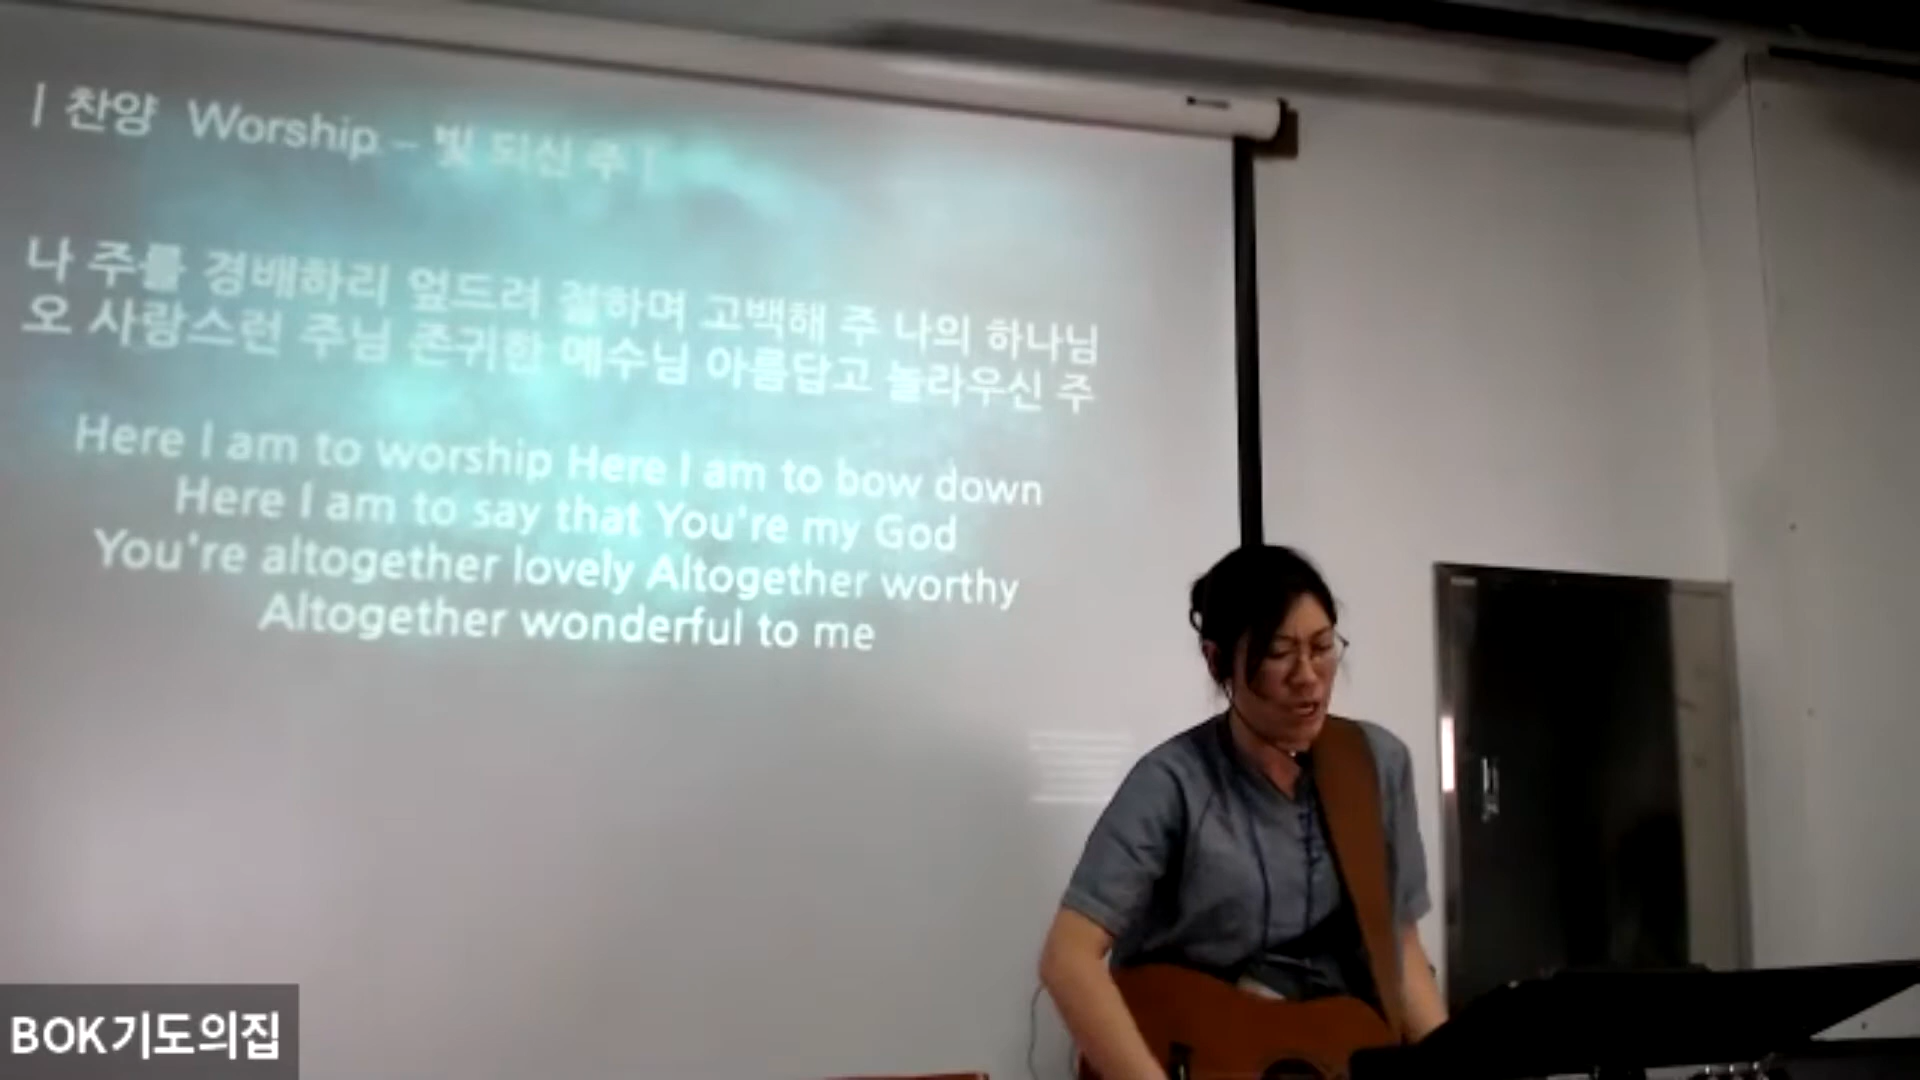 | 찬양 Worship - 빛 되신 주 |
나 주를 경배하리 엎드려 절하며 고백해 주 나의 하나님
오 사랑스런 주님 존귀한 예수님 아름답고 놀라우신 주
Here I am to worship Here I am to bow down
Here I am to say that You're my God
You're altogether lovely Altogether worthy
Altogether wonderful to me
BOK기도의집